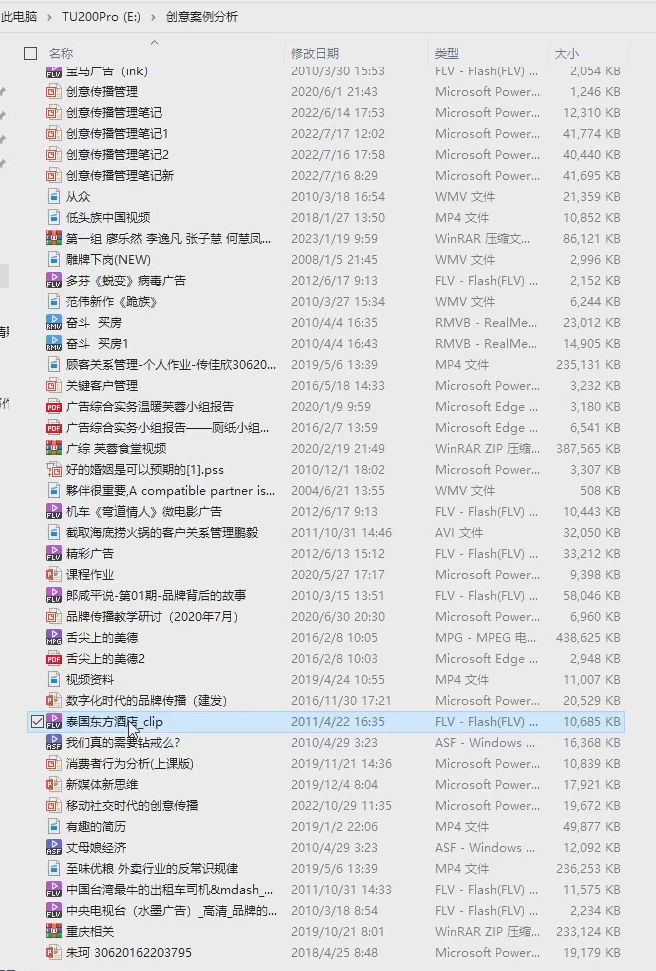 此电脑 › TU200Pro (E:) › 创意案例分析
名称 修改日期 类型 大小
宝马广告（ink） 2010/3/30 15:53 FLV - Flash(FLV) ... 2,054 KB
创意传播管理 2020/6/1 21:43 Microsoft Power... 1,246 KB
创意传播管理笔记 2022/6/14 17:53 Microsoft Power... 12,310 KB
创意传播管理笔记1 2022/7/17 12:02 Microsoft Power... 41,774 KB
创意传播管理笔记2 2022/7/16 17:58 Microsoft Power... 40,440 KB
创意传播管理笔记新 2022/7/16 8:29 Microsoft Power... 41,695 KB
从众 2010/3/18 16:54 WMV 文件 21,359 KB
低头族中国视频 2018/1/27 13:50 MP4 文件 10,852 KB
第一组 廖乐然 李逸凡 张子慧 何慧凤... 2023/1/19 9:59 WinRAR 压缩文... 86,121 KB
雕牌下岗(NEW) 2008/1/5 21:45 WMV 文件 2,996 KB
多芬《蜕变》病毒广告 2012/6/17 9:13 FLV - Flash(FLV) ... 2,152 KB
范伟新作《跪族》 2010/3/27 15:34 WMV 文件 6,244 KB
奋斗 买房 2010/4/4 16:35 RMVB - RealMe... 23,012 KB
奋斗 买房1 2010/4/4 16:43 RMVB - RealMe... 14,905 KB
顾客关系管理-个人作业-传佳欣30620... 2019/5/6 13:39 MP4 文件 235,131 KB
关键客户管理 2016/5/18 14:33 Microsoft Power... 3,232 KB
广告综合实务温暖芙蓉小组报告 2020/1/9 9:59 Microsoft Edge ... 3,180 KB
广告综合实务小组报告——厕纸小组... 2016/2/7 13:59 Microsoft Edge ... 6,541 KB
广综 芙蓉食堂视频 2020/2/19 21:49 WinRAR ZIP 压缩... 387,565 KB
好的婚姻是可以预期的[1].pss 2010/12/1 18:02 Microsoft Power... 3,307 KB
夥伴很重要,A compatible partner is... 2004/6/21 13:55 WMV 文件 508 KB
机车《弯道情人》微电影广告 2012/6/17 9:13 FLV - Flash(FLV) ... 10,443 KB
截取海底捞火锅的客户关系管理鹏毅 2011/10/31 14:46 AVI 文件 32,050 KB
精彩广告 2012/6/13 15:12 FLV - Flash(FLV) ... 33,212 KB
课程作业 2020/5/27 17:17 Microsoft Power... 9,398 KB
郎咸平说-第01期-品牌背后的故事 2010/3/15 13:51 FLV - Flash(FLV) ... 58,046 KB
品牌传播教学研讨（2020年7月） 2020/6/30 20:30 Microsoft Power... 6,960 KB
舌尖上的美德 2016/2/8 10:05 MPG - MPEG 电... 438,625 KB
舌尖上的美德2 2016/2/8 10:03 Microsoft Edge ... 2,948 KB
视频资料 2019/4/24 10:55 MP4 文件 11,007 KB
数字化时代的品牌传播（建发） 2016/11/30 17:21 Microsoft Power... 20,529 KB
泰国东方酒店_clip 2011/4/22 16:35 FLV - Flash(FLV) ... 10,685 KB
我们真的需要钻戒么? 2010/4/29 3:23 ASF - Windows ... 16,368 KB
消费者行为分析(上课版) 2019/11/21 14:36 Microsoft Power... 10,839 KB
新媒体新思维 2019/12/4 8:04 Microsoft Power... 17,921 KB
移动社交时代的创意传播 2022/10/29 11:35 Microsoft Power... 19,672 KB
有趣的简历 2019/1/2 22:06 MP4 文件 49,877 KB
丈母娘经济 2010/4/29 3:23 ASF - Windows ... 12,092 KB
至味优粮 外卖行业的反常识规律 2019/5/6 13:39 MP4 文件 236,253 KB
中国台湾最牛的出租车司机&mdash_... 2011/10/31 14:33 FLV - Flash(FLV) ... 11,575 KB
中央电视台（水墨广告）_高清_品牌的... 2010/3/18 8:54 FLV - Flash(FLV) ... 2,234 KB
重庆相关 2019/10/21 8:01 WinRAR ZIP 压缩... 233,124 KB
朱珂 30620162203795 2018/4/25 8:48 Microsoft Power... 19,179 KB